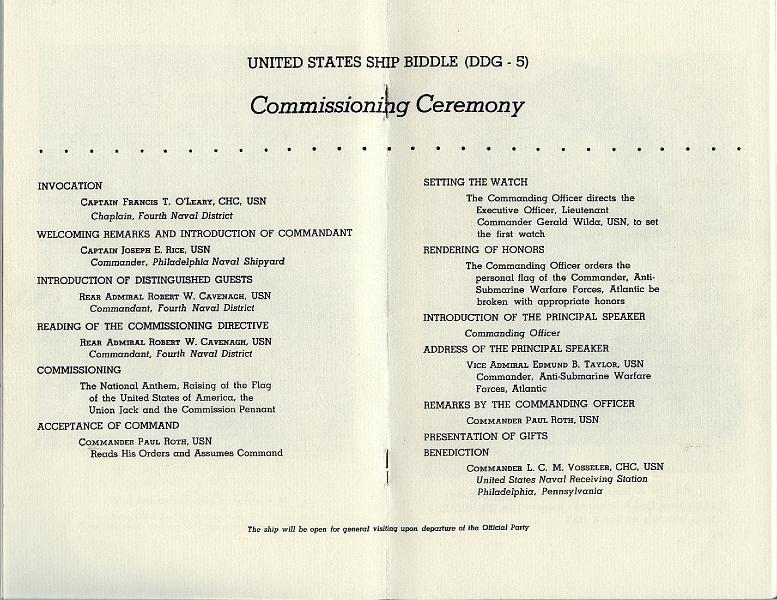 UNITED STATES SHIP BIDDLE (DDG - 5)
Commissioning Ceremony
INVOCATION
CAPTAIN FRANCIS T. O'LEARY, CHC, USN
Chaplain, Fourth Naval District
WELCOMING REMARKS AND INTRODUCTION OF COMMANDANT
CAPTAIN JOSEPH E. RICE, USN
Commander, Philadelphia Naval Shipyard
INTRODUCTION OF DISTINGUISHED GUESTS
REAR ADMIRAL ROBERT W. CAVENAGH, USN
Commandant, Fourth Naval District
READING OF THE COMMISSIONING DIRECTIVE
REAR ADMIRAL ROBERT W. CAVENAGH, USN
Commandant, Fourth Naval District
COMMISSIONING
The National Anthem, Raising of the Flag
of the United States of America, the
Union Jack and the Commission Pennant
ACCEPTANCE OF COMMAND
COMMANDER PAUL ROTH, USN
Reads His Orders and Assumes Command
SETTING THE WATCH
The Commanding Officer directs the
Executive Officer, Lieutenant
Commander Gerald Wilda, USN, to set
the first watch
RENDERING OF HONORS
The Commanding Officer orders the
personal flag of the Commander, Anti-
Submarine Warfare Forces, Atlantic be
broken with appropriate honors
INTRODUCTION OF THE PRINCIPAL SPEAKER
Commanding Officer
ADDRESS OF THE PRINCIPAL SPEAKER
VICE ADMIRAL EDMUND B. TAYLOR, USN
Commander, Anti-Submarine Warfare
Forces, Atlantic
REMARKS BY THE COMMANDING OFFICER
COMMANDER PAUL ROTH, USN
PRESENTATION OF GIFTS
BENEDICTION
COMMANDER L. C. M. VOSSELER, CHC, USN
United States Naval Receiving Station
Philadelphia, Pennsylvania
The ship will be open for general visiting upon departure of the Official Party